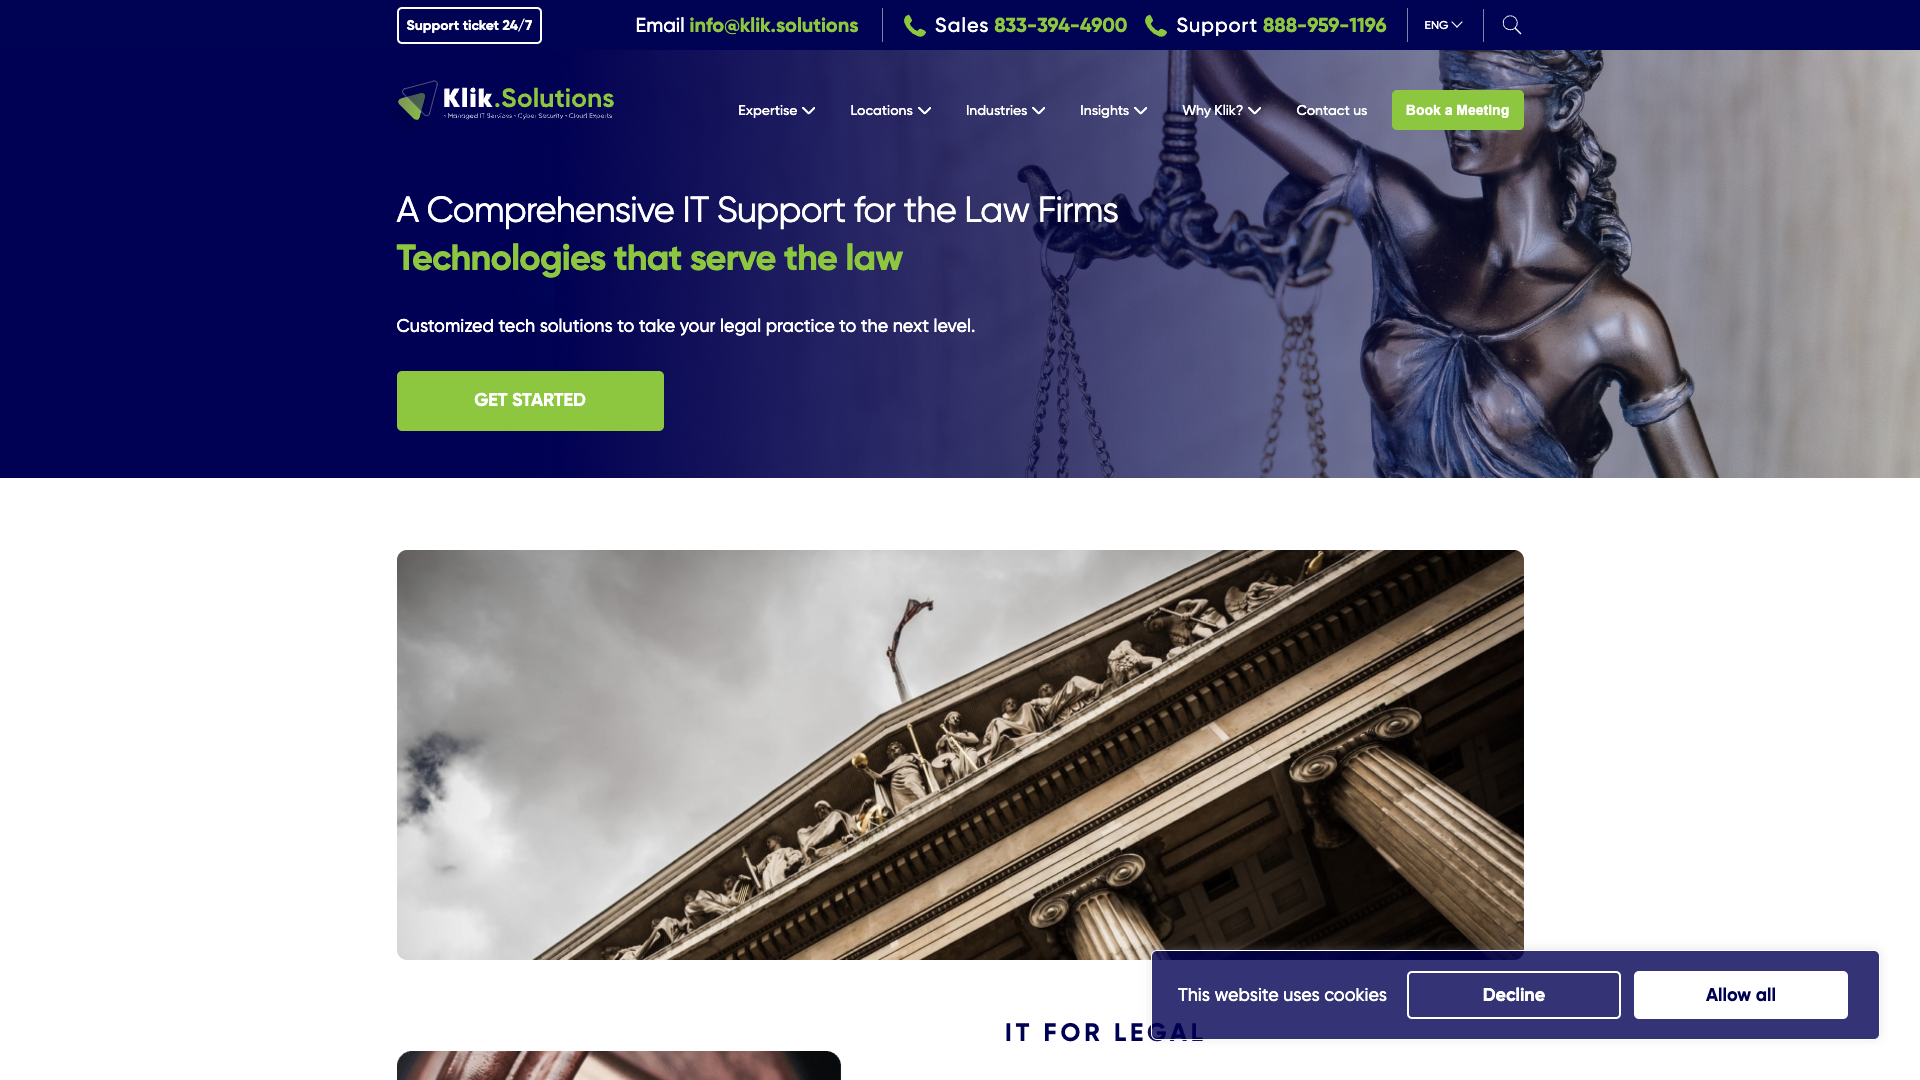 Support ticket 24/7
Email info@klik.solutions
Sales 833-394-4900
Support 888-959-1196
ENG
Klik.Solutions
- Managed IT Services - Cyber Security - Cloud Experts
Expertise
Locations
Industries
Insights
Why Klik?
Contact us
Book a Meeting
A Comprehensive IT Support for the Law Firms
Technologies that serve the law
Customized tech solutions to take your legal practice to the next level.
GET STARTED
This website uses cookies
Decline
Allow all
IT FOR LEGAL